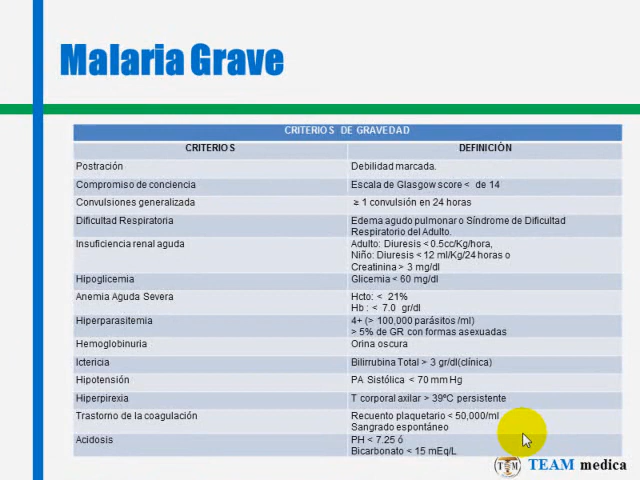 Malaria Grave
CRITERIOS DE GRAVEDAD
CRITERIOS DEFINICIÓN
Postración Debilidad marcada.
Compromiso de conciencia Escala de Glasgow score < de 14
Convulsiones generalizada ≥ 1 convulsión en 24 horas
Dificultad Respiratoria Edema agudo pulmonar o Síndrome de Dificultad
Respiratorio del Adulto.
Insuficiencia renal aguda Adulto: Diuresis < 0.5cc/Kg/hora,
Niño: Diuresis < 12 ml/Kg/24 horas o
Creatinina > 3 mg/dl
Hipoglicemia Glicemia < 60 mg/dl
Anemia Aguda Severa Hcto: < 21%
Hb : < 7.0 gr/dl
Hiperparasitemia 4+ (> 100,000 parásitos /ml)
> 5% de GR con formas asexuadas
Hemoglobinuria Orina oscura
Ictericia Bilirrubina Total > 3 gr/dl(clínica)
Hipotensión PA Sistólica < 70 mm Hg
Hiperpirexia T corporal axilar > 39ºC persistente
Trastorno de la coagulación Recuento plaquetario < 50,000/ml
Sangrado espontáneo
Acidosis PH < 7.25 ó
Bicarbonato < 15 mEq/L
TEAM medica